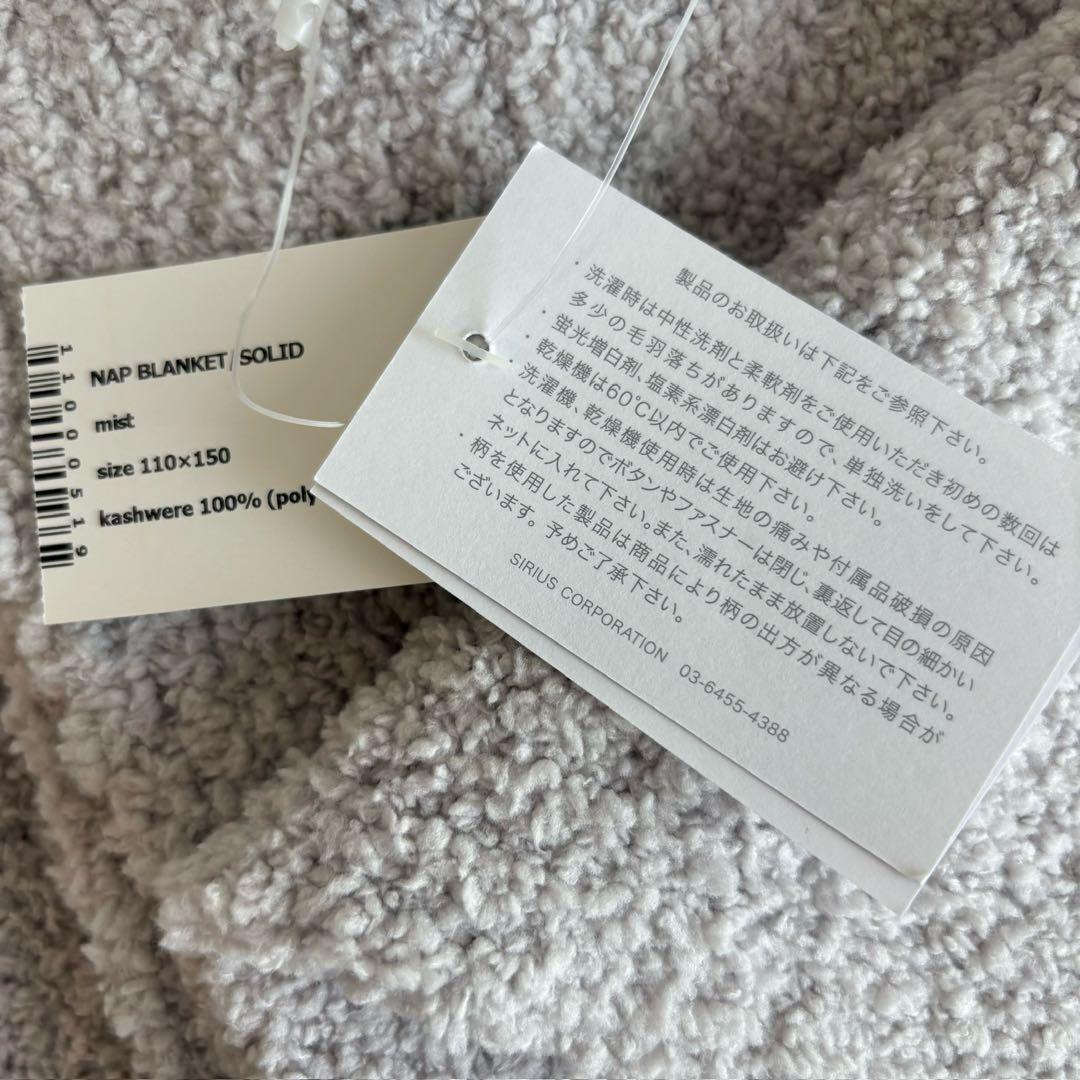 11000519
NAP BLANKET/SOLID
mist
size 110×150
kashwere 100% (poly
製品のお取扱いは下記をご参照下さい。
・洗濯時は中性洗剤と柔軟剤をご使用いただき初めの数回は
多少の毛羽落ちがありますので、単独洗いをして下さい。
・蛍光増白剤、塩素系漂白剤はお避け下さい。
・乾燥機は60℃以内でご使用下さい。
・洗濯機、乾燥機使用時は生地の痛みや付属品破損の原因
となりますのでボタンやファスナーは閉じ、裏返して目の細かい
ネットに入れて下さい。また、濡れたまま放置しないで下さい。
・柄を使用した製品は商品により柄の出方が異なる場合が
ございます。予めご了承下さい。
SIRIUS CORPORATION 03-6455-4388